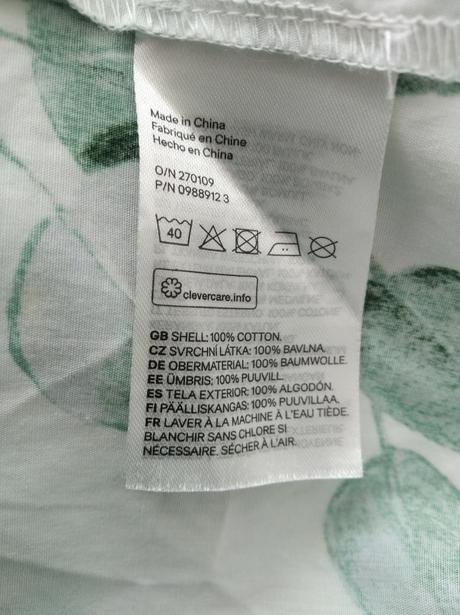 Made in China
Fabriqué en Chine
Hecho en China
O/N 270109
P/N 0988912 3
40
clevercare.info
GB SHELL: 100% COTTON.
CZ SVRCHNÍ LÁTKA: 100% BAVLNA.
DE OBERMATERIAL: 100% BAUMWOLLE.
EE ÜMBRIS: 100% PUUVILL.
ES TELA EXTERIOR: 100% ALGODÓN.
FI PÄÄLLISKANGAS: 100% PUUVILLAA.
FR LAVER À LA MACHINE À L'EAU TIÈDE.
BLANCHIR SANS CHLORE SI
NÉCESSAIRE. SÉCHER À L'AIR.